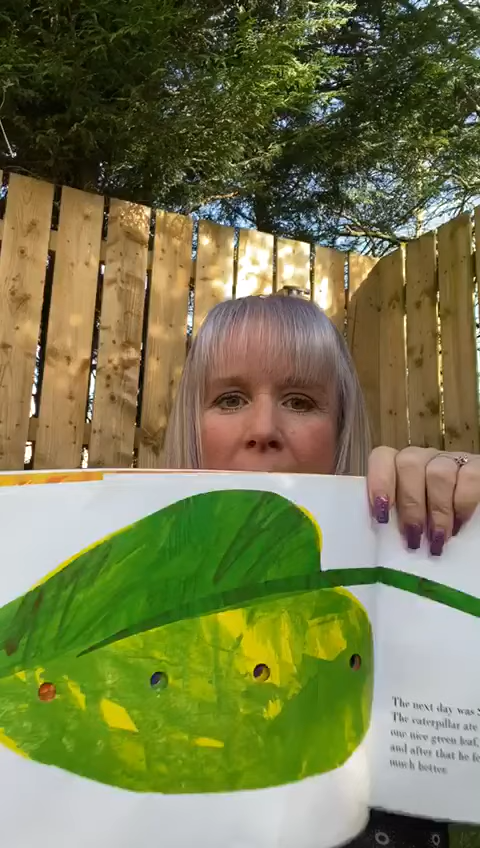 The next day was
The caterpillar ate
one nice green leaf,
and after that he
much better.